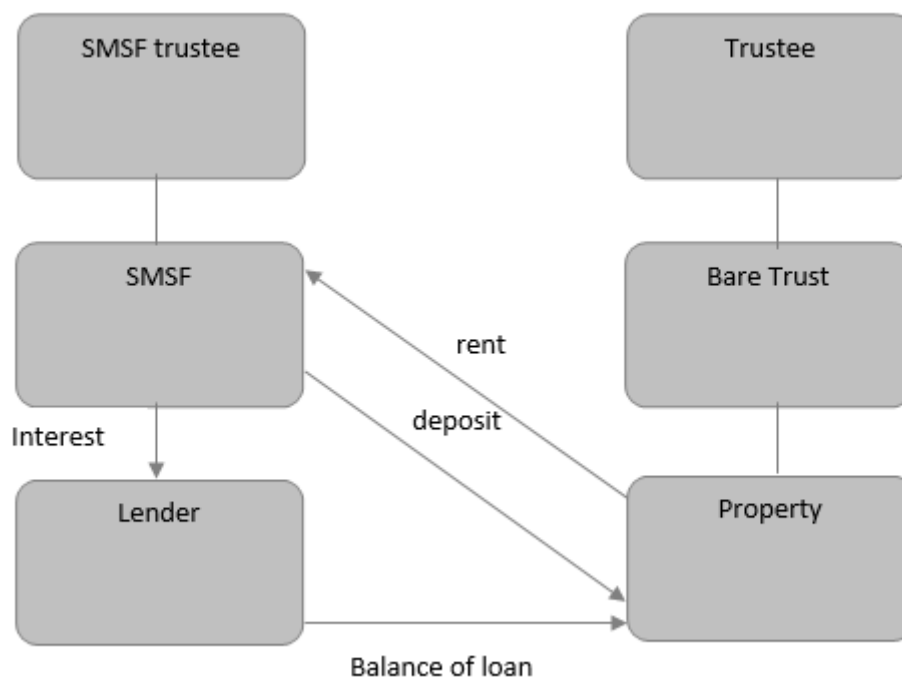 SMSF trustee
Trustee
SMSF
Bare Trust
rent
deposit
Interest
Lender
Property
Balance of loan